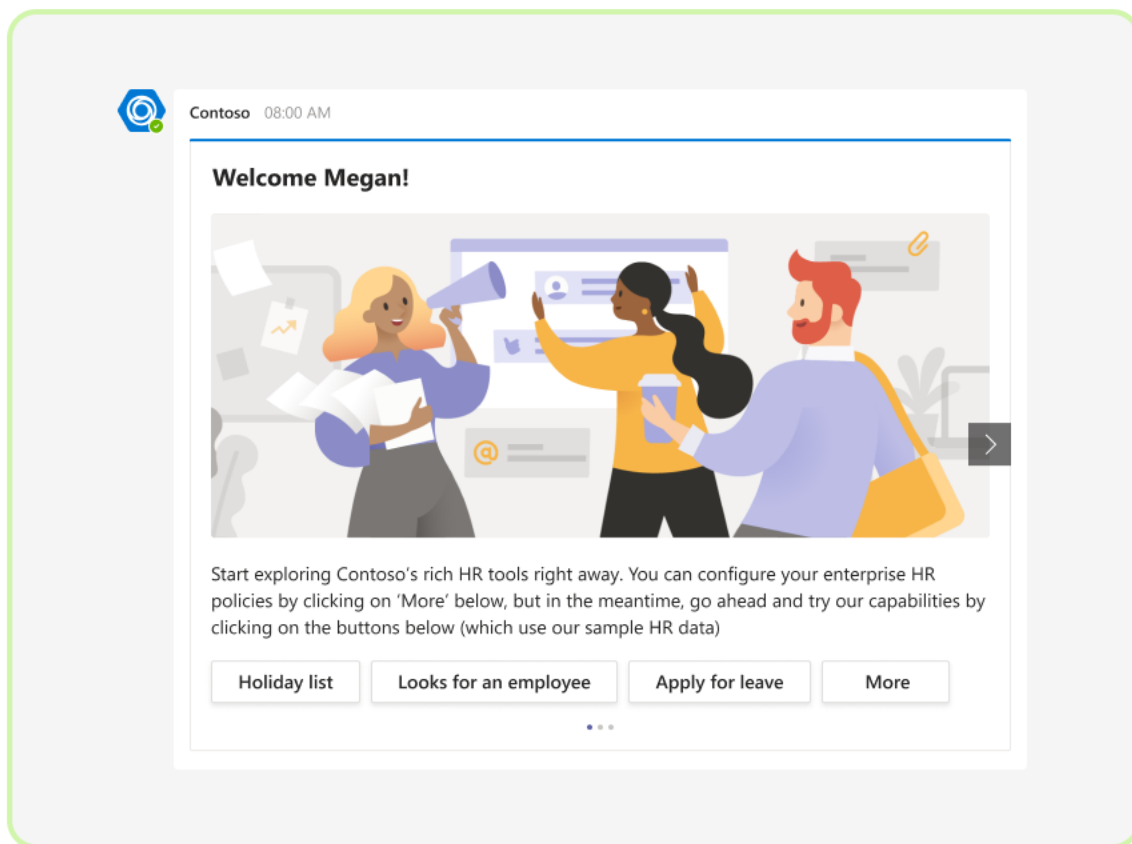 Contoso 08:00 AM
Welcome Megan!
@
Start exploring Contoso’s rich HR tools right away. You can configure your enterprise HR
policies by clicking on ‘More’ below, but in the meantime, go ahead and try our capabilities by
clicking on the buttons below (which use our sample HR data)
Holiday list Looks for an employee Apply for leave More